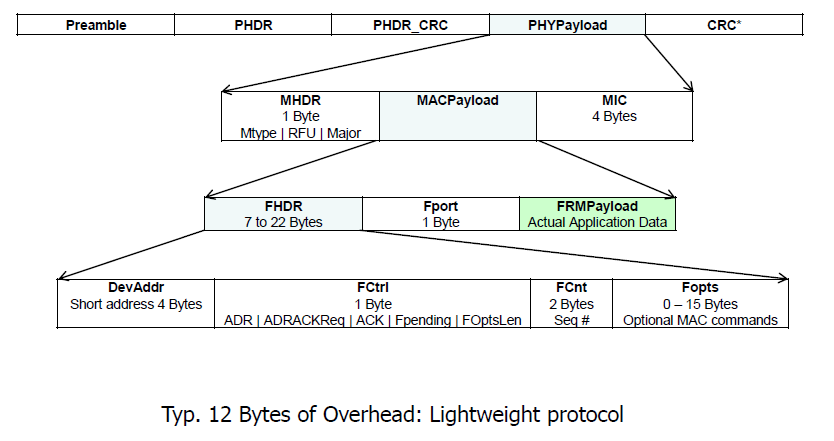 Preamble PHDR PHDR_CRC PHYPayload CRC*
MHDR MACPayload MIC
1 Byte 4 Bytes
Mtype | RFU | Major
FHDR Fport FRMPayload
7 to 22 Bytes 1 Byte Actual Application Data
DevAddr FCtrl FCnt Fopts
Short address 4 Bytes 1 Byte 2 Bytes 0 – 15 Bytes
ADR | ADRACKReq | ACK | Fpending | FOptsLen Seq # Optional MAC commands
Typ. 12 Bytes of Overhead: Lightweight protocol